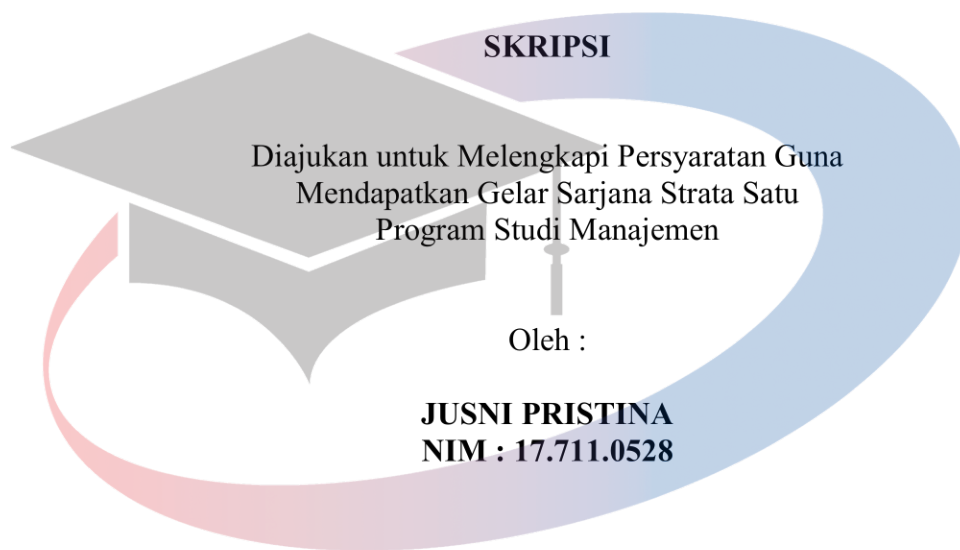 SKRIPSI
Diajukan untuk Melengkapi Persyaratan Guna
Mendapatkan Gelar Sarjana Strata Satu
Program Studi Manajemen
Oleh :
JUSNI PRISTINA
NIM : 17.711.0528